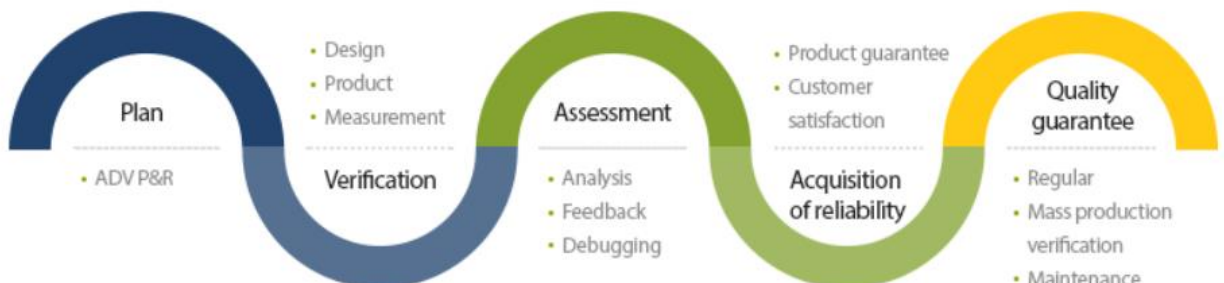 Plan
• ADV P&R
• Design
• Product
• Measurement
Verification
Assessment
• Analysis
• Feedback
• Debugging
• Product guarantee
• Customer
satisfaction
Acquisition
of reliability
Quality
guarantee
• Regular
• Mass production
verification
• Maintenance